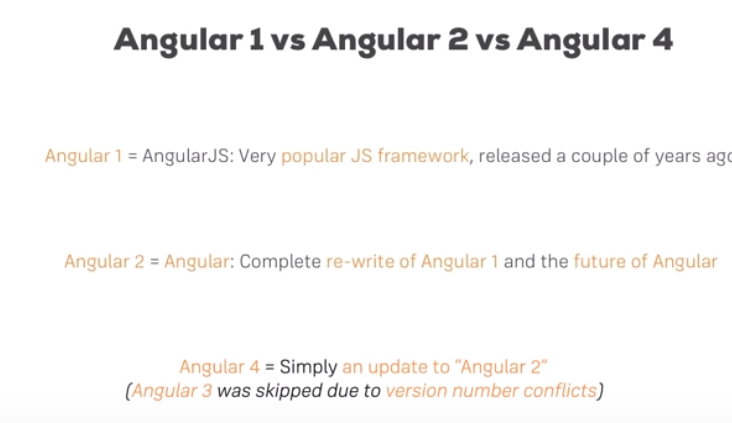 Angular 1 vs Angular 2 vs Angular 4
Angular 1 = AngularJS: Very popular JS framework, released a couple of years ago
Angular 2 = Angular: Complete re-write of Angular 1 and the future of Angular
Angular 4 = Simply an update to “Angular 2”
(Angular 3 was skipped due to version number conflicts)